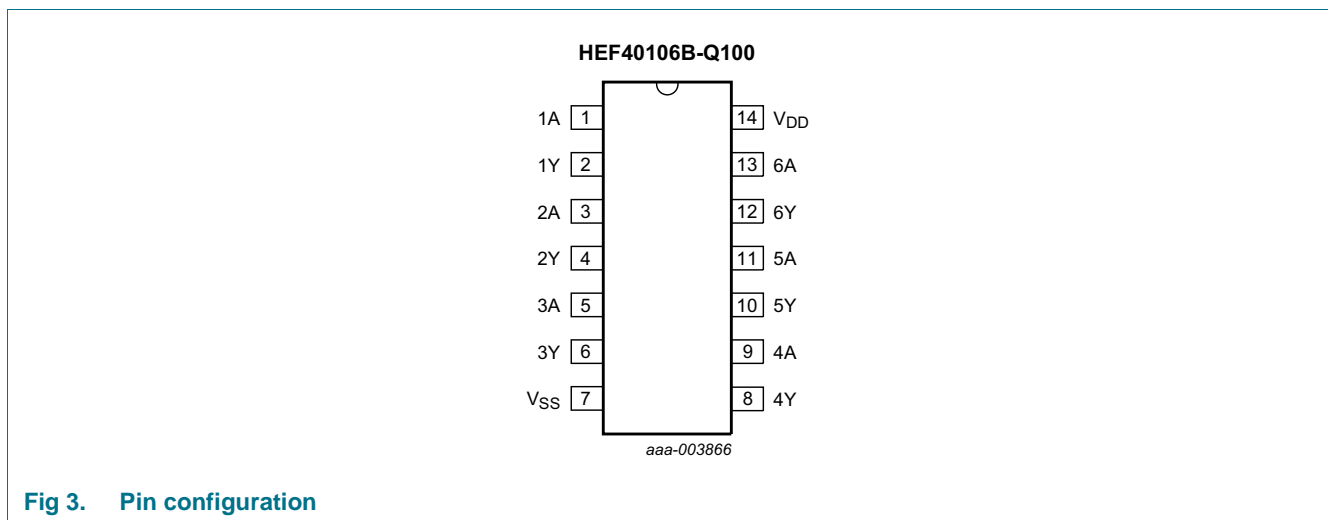 HEF40106B-Q100
1A 1 14 VDD
1Y 2 13 6A
2A 3 12 6Y
2Y 4 11 5A
3A 5 10 5Y
3Y 6 9 4A
VSS 7 8 4Y
aaa-003866
Fig 3. Pin configuration